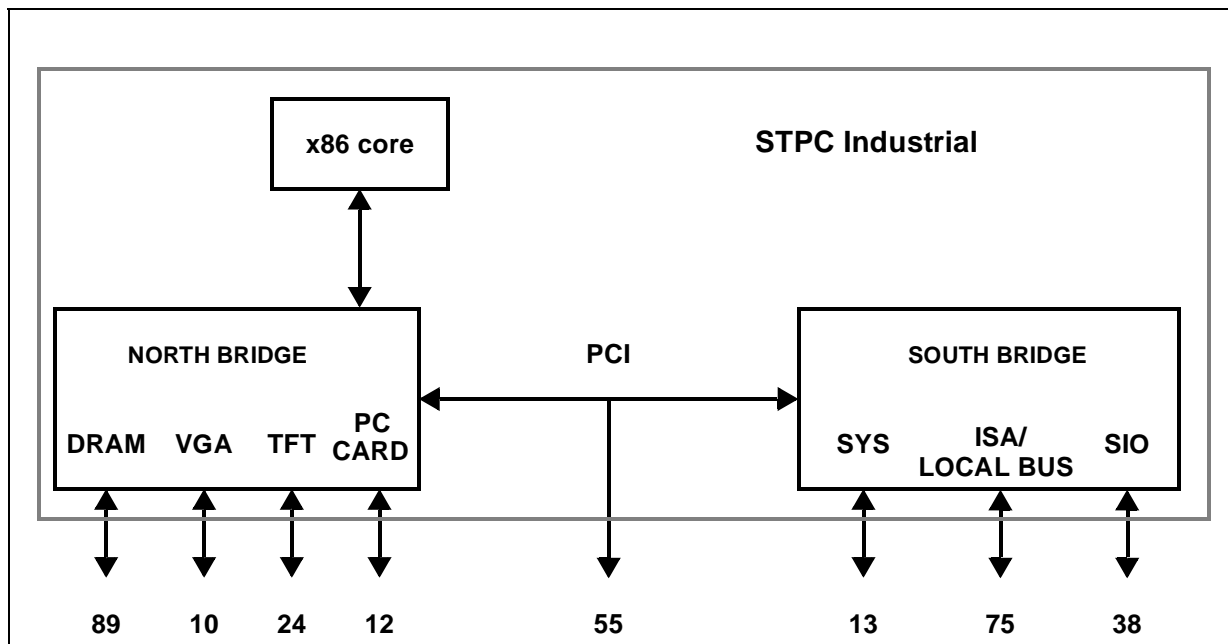 x86 core
STPC Industrial
NORTH BRIDGE
PCI
SOUTH BRIDGE
DRAM
VGA
TFT
PC
CARD
SYS
ISA/
LOCAL BUS
SIO
89
10
24
12
55
13
75
38